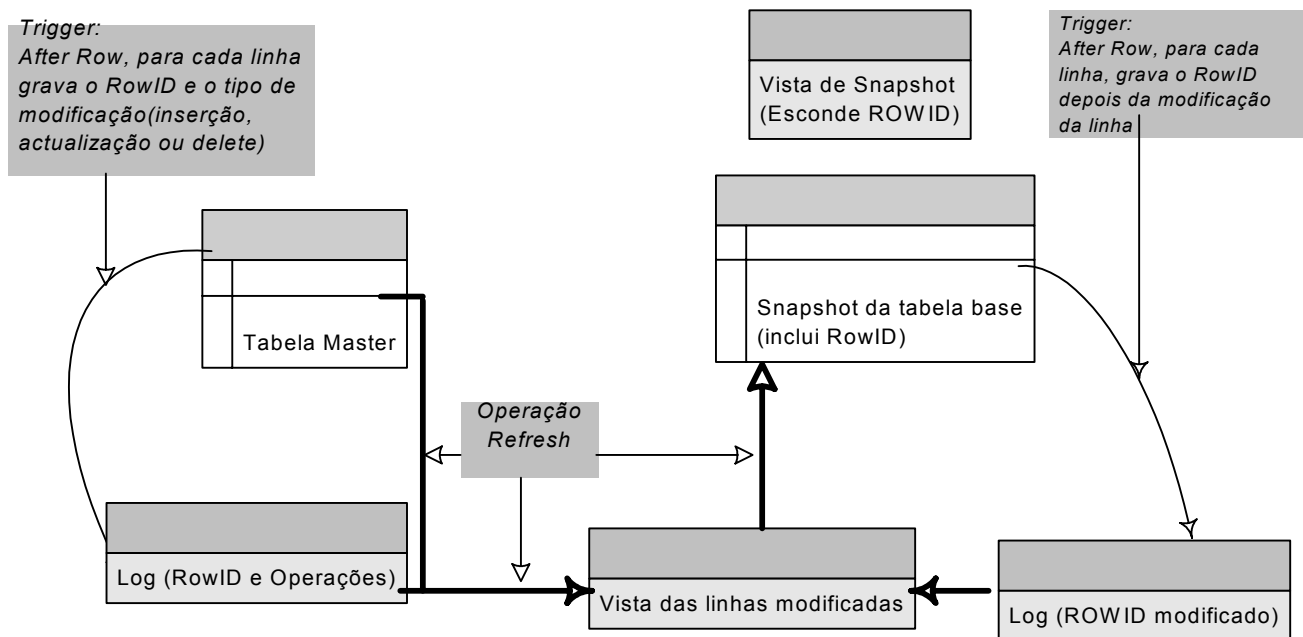 Trigger:
After Row, para cada linha
grava o RowID e o tipo de
modificação(inserção,
actualização ou delete)
Vista de Snapshot
(Esconde ROWID)
Trigger:
After Row, para cada
linha, grava o RowID
depois da modificação
da linha
Tabela Master
Snapshot da tabela base
(inclui RowID)
Operação
Refresh
Log (RowID e Operações)
Vista das linhas modificadas
Log (ROWID modificado)